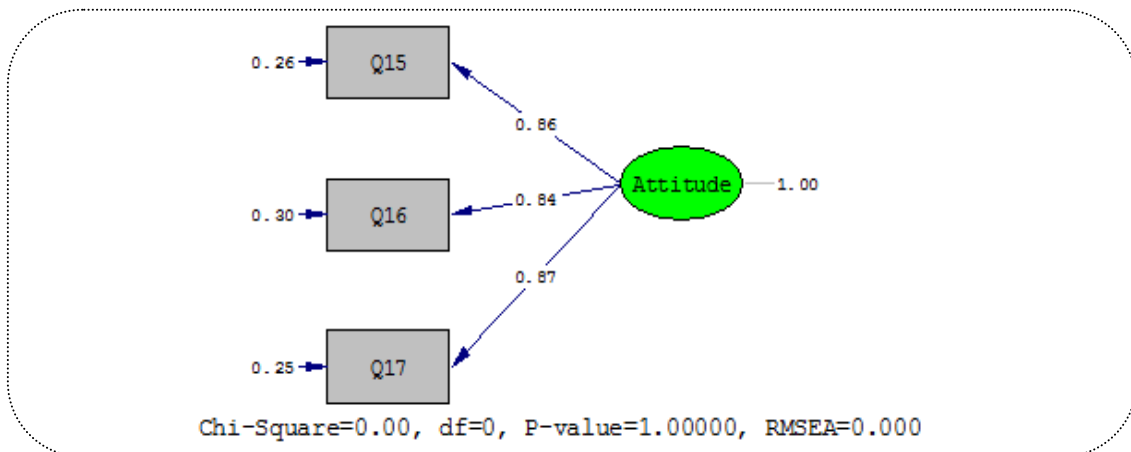 0.26
Q15
0.86
Attitude
1.00
0.30
Q16
0.84
0.87
0.25
Q17
Chi-Square=0.00, df=0, P-value=1.00000, RMSEA=0.000